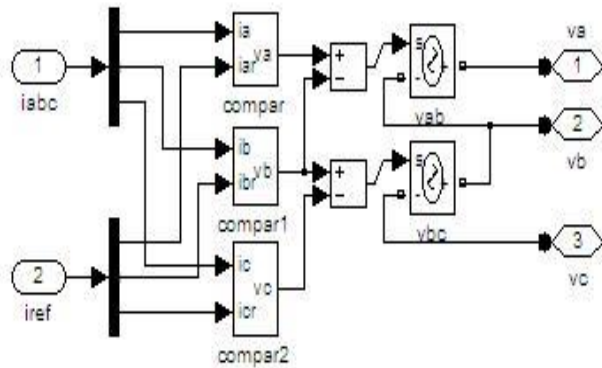 1
iabc
ia
va
iar
compar
ib
vb
ibr
compar1
2
iref
ic
vc
icr
compar2
+
−
s
-
vab
+
−
s
-
vbc
va
1
2
vb
3
vc